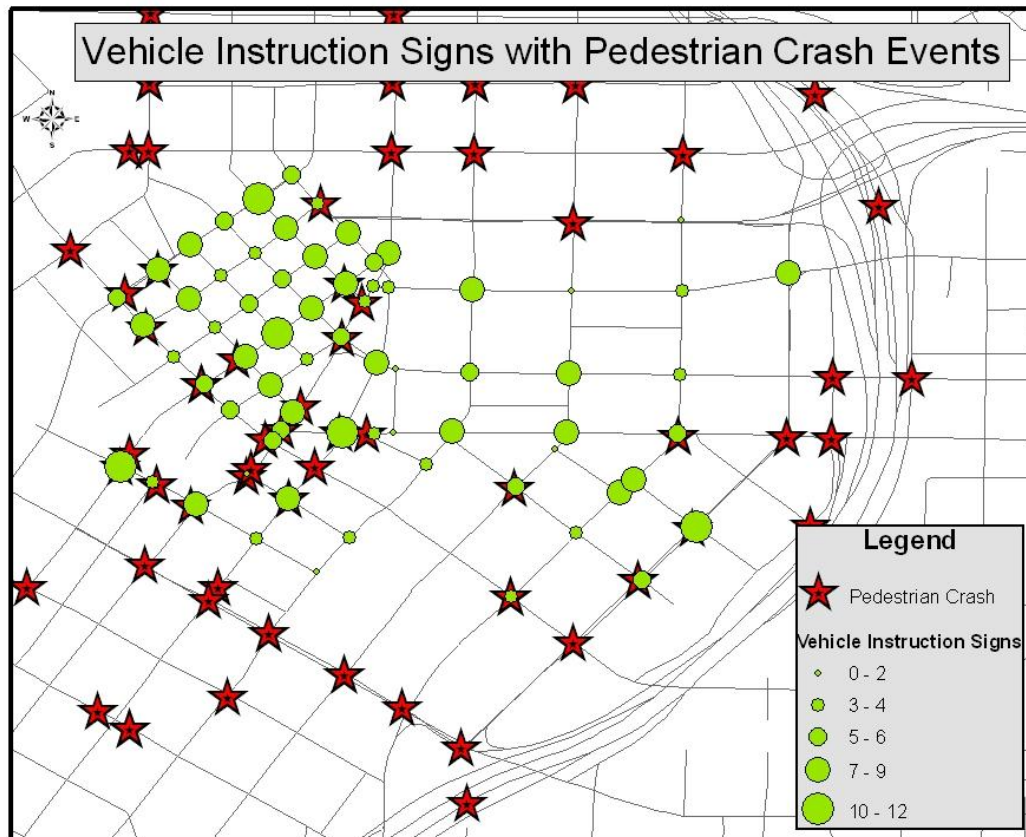 Vehicle Instruction Signs with Pedestrian Crash Events
N
W E
S
Legend
Pedestrian Crash
Vehicle Instruction Signs
0 - 2
3 - 4
5 - 6
7 - 9
10 - 12